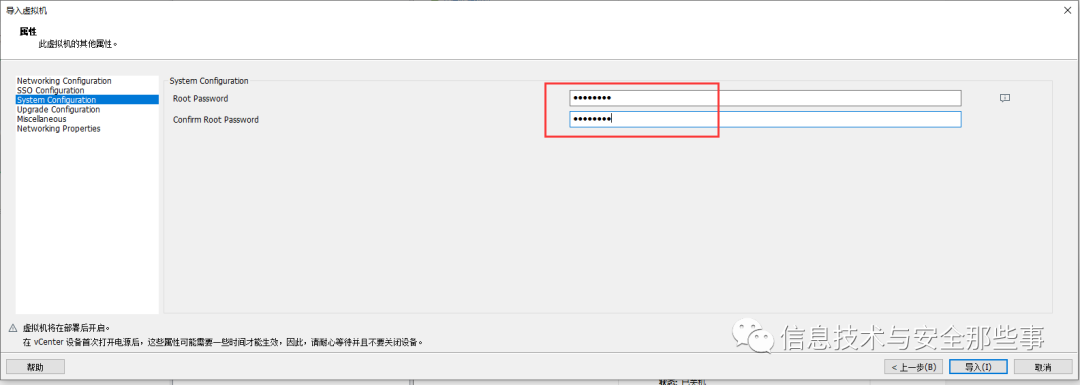 导入虚拟机
属性
此虚拟机的其他属性。
Networking Configuration
SSO Configuration
System Configuration
Upgrade Configuration
Miscellaneous
Networking Properties
System Configuration
Root Password
••••••••
Confirm Root Password
••••••••
虚拟机将在部署后开启。
在 vCenter 设备首次打开电源后，这些属性可能需要一些时间才能生效，因此，请耐心等待并且不要关闭设备。
信息技术与安全那些事
帮助
< 上一步(B)
导入(I)
取消
状态: 已关机